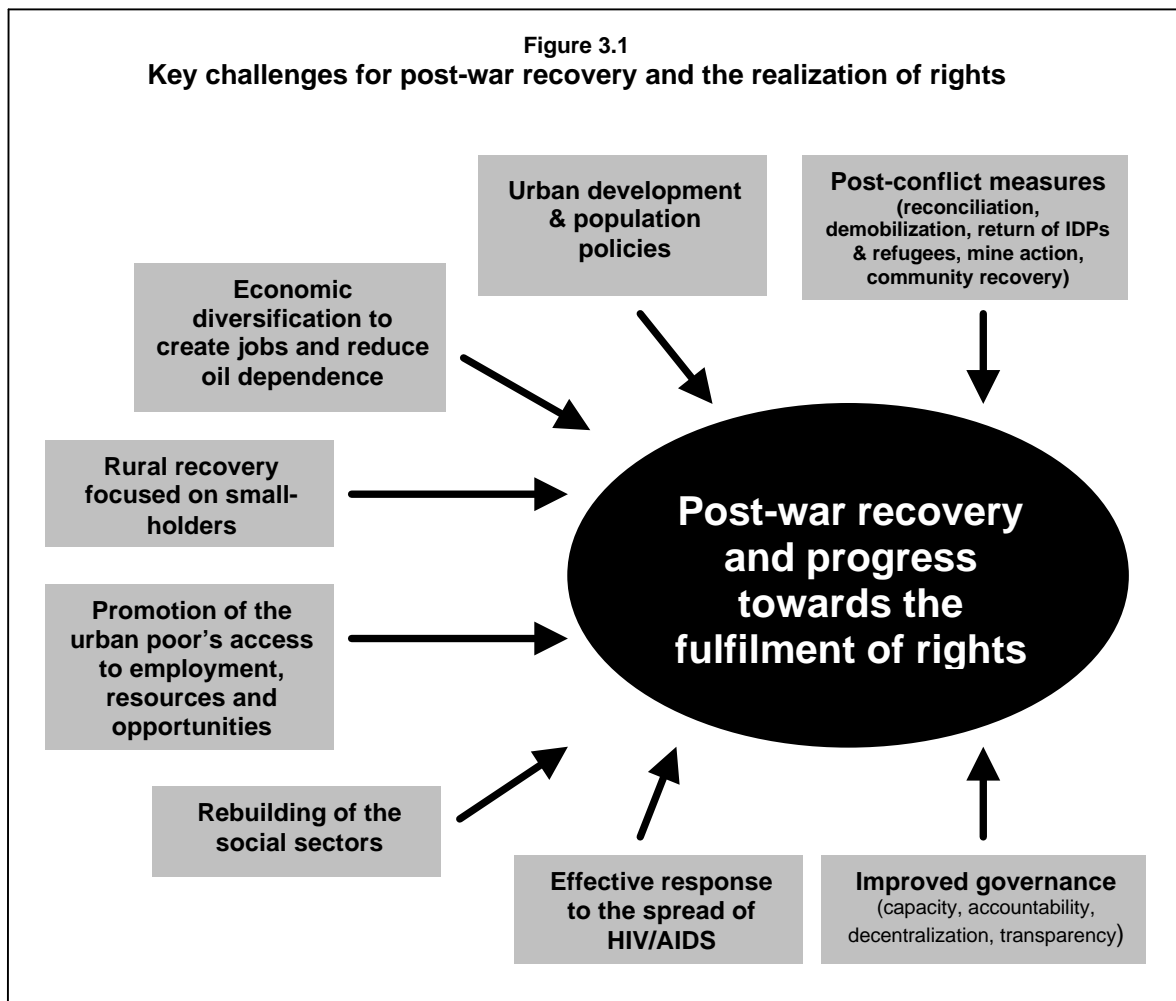 Figure 3.1
Key challenges for post-war recovery and the realization of rights
Urban development
& population
policies
Post-conflict measures
(reconciliation,
demobilization, return of IDPs
& refugees, mine action,
community recovery)
Economic
diversification to
create jobs and reduce
oil dependence
Rural recovery
focused on small-
holders
Post-war recovery
and progress
towards the
fulfilment of rights
Promotion of the
urban poor's access
to employment,
resources and
opportunities
Rebuilding of the
social sectors
Effective response
to the spread of
HIV/AIDS
Improved governance
(capacity, accountability,
decentralization, transparency)